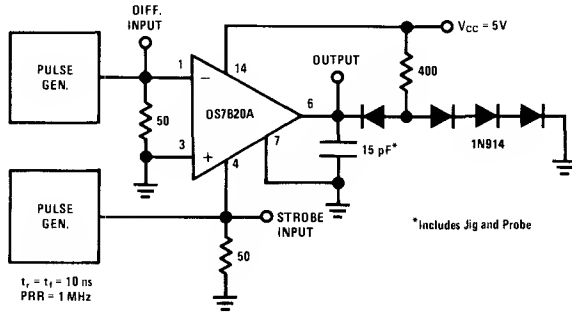 DIFF.
INPUT
VCC = 5V
PULSE
GEN.
1
−
14
OUTPUT
400
50
DS7820A
6
3
+
4
7
15 pF*
1N914
PULSE
GEN.
STROBE
INPUT
*Includes Jig and Probe
50
tr = tf = 10 ns
PRR = 1 MHz